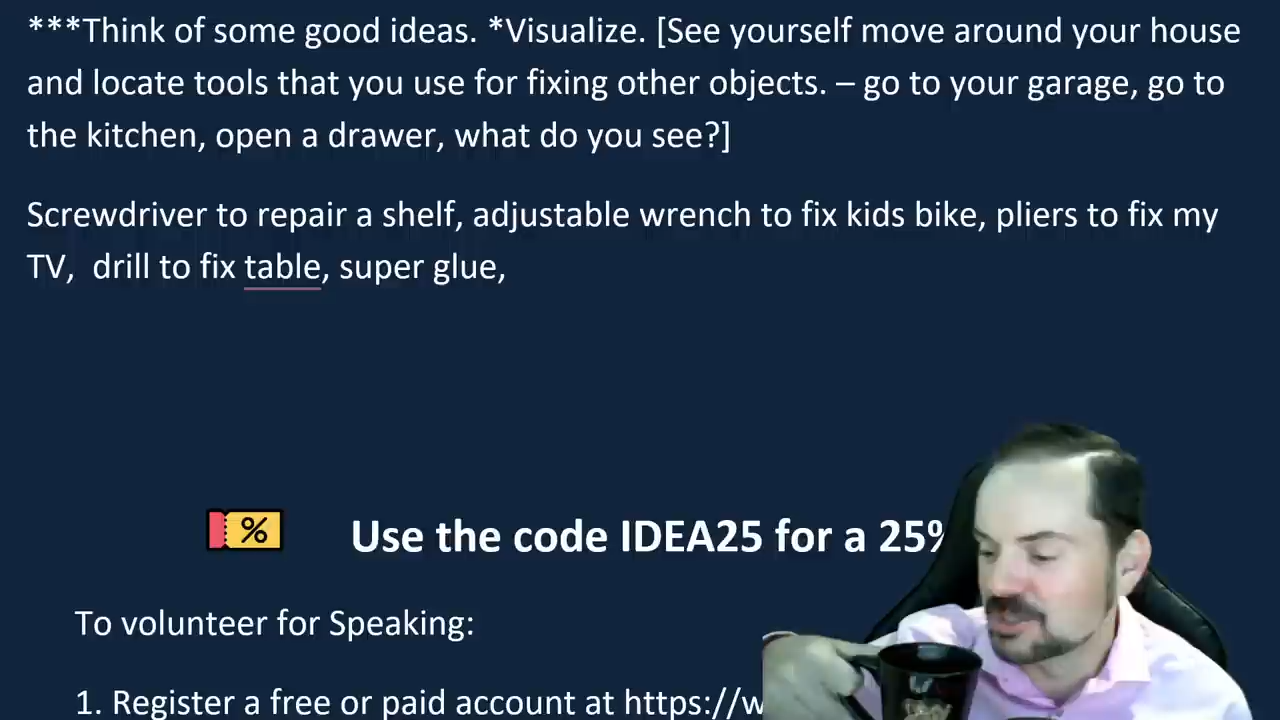 ***Think of some good ideas. *Visualize. [See yourself move around your house
and locate tools that you use for fixing other objects. – go to your garage, go to
the kitchen, open a drawer, what do you see?]
Screwdriver to repair a shelf, adjustable wrench to fix kids bike, pliers to fix my
TV,  drill to fix table, super glue,
%
Use the code IDEA25 for a 25%
To volunteer for Speaking:
1. Register a free or paid account at https://w